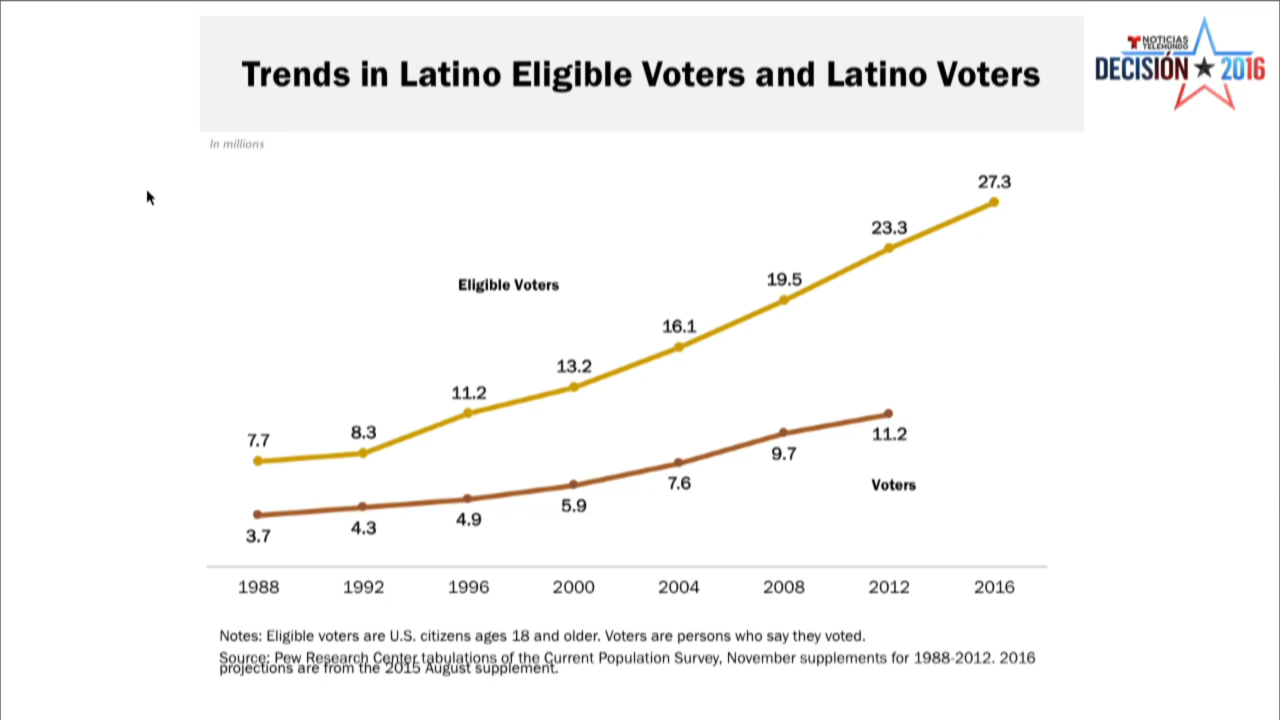 Trends in Latino Eligible Voters and Latino Voters
NOTICIAS
TELEMUNDO
DECISIÓN 2016
In millions
27.3
23.3
19.5
16.1
13.2
11.2
8.3
7.7
Eligible Voters
11.2
9.7
7.6
5.9
4.9
4.3
3.7
Voters
1988 1992 1996 2000 2004 2008 2012 2016
Notes: Eligible voters are U.S. citizens ages 18 and older. Voters are persons who say they voted.
Source: Pew Research Center tabulations of the Current Population Survey, November supplements for 1988-2012. 2016
projections are from the 2015 August supplement.